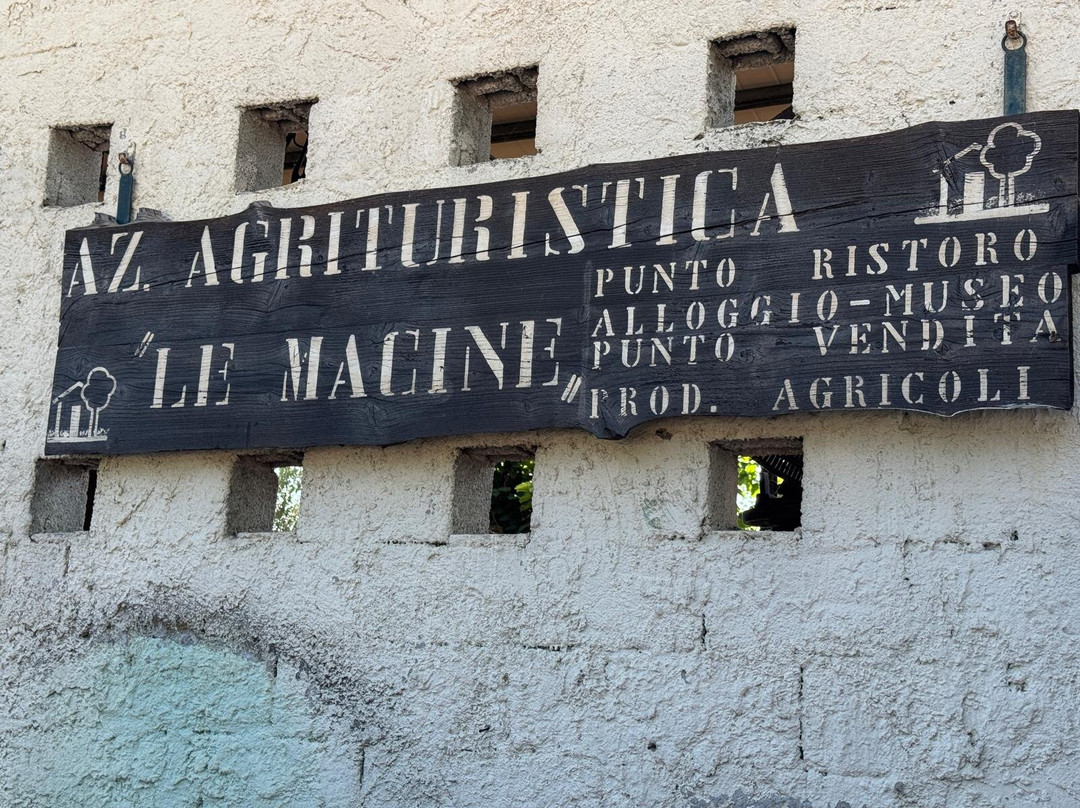 AZ. AGRITURISTICA
"LE MACINE"
PUNTO RISTORO
ALLOGGIO-MUSEO
PUNTO VENDITA
PROD. AGRICOLI